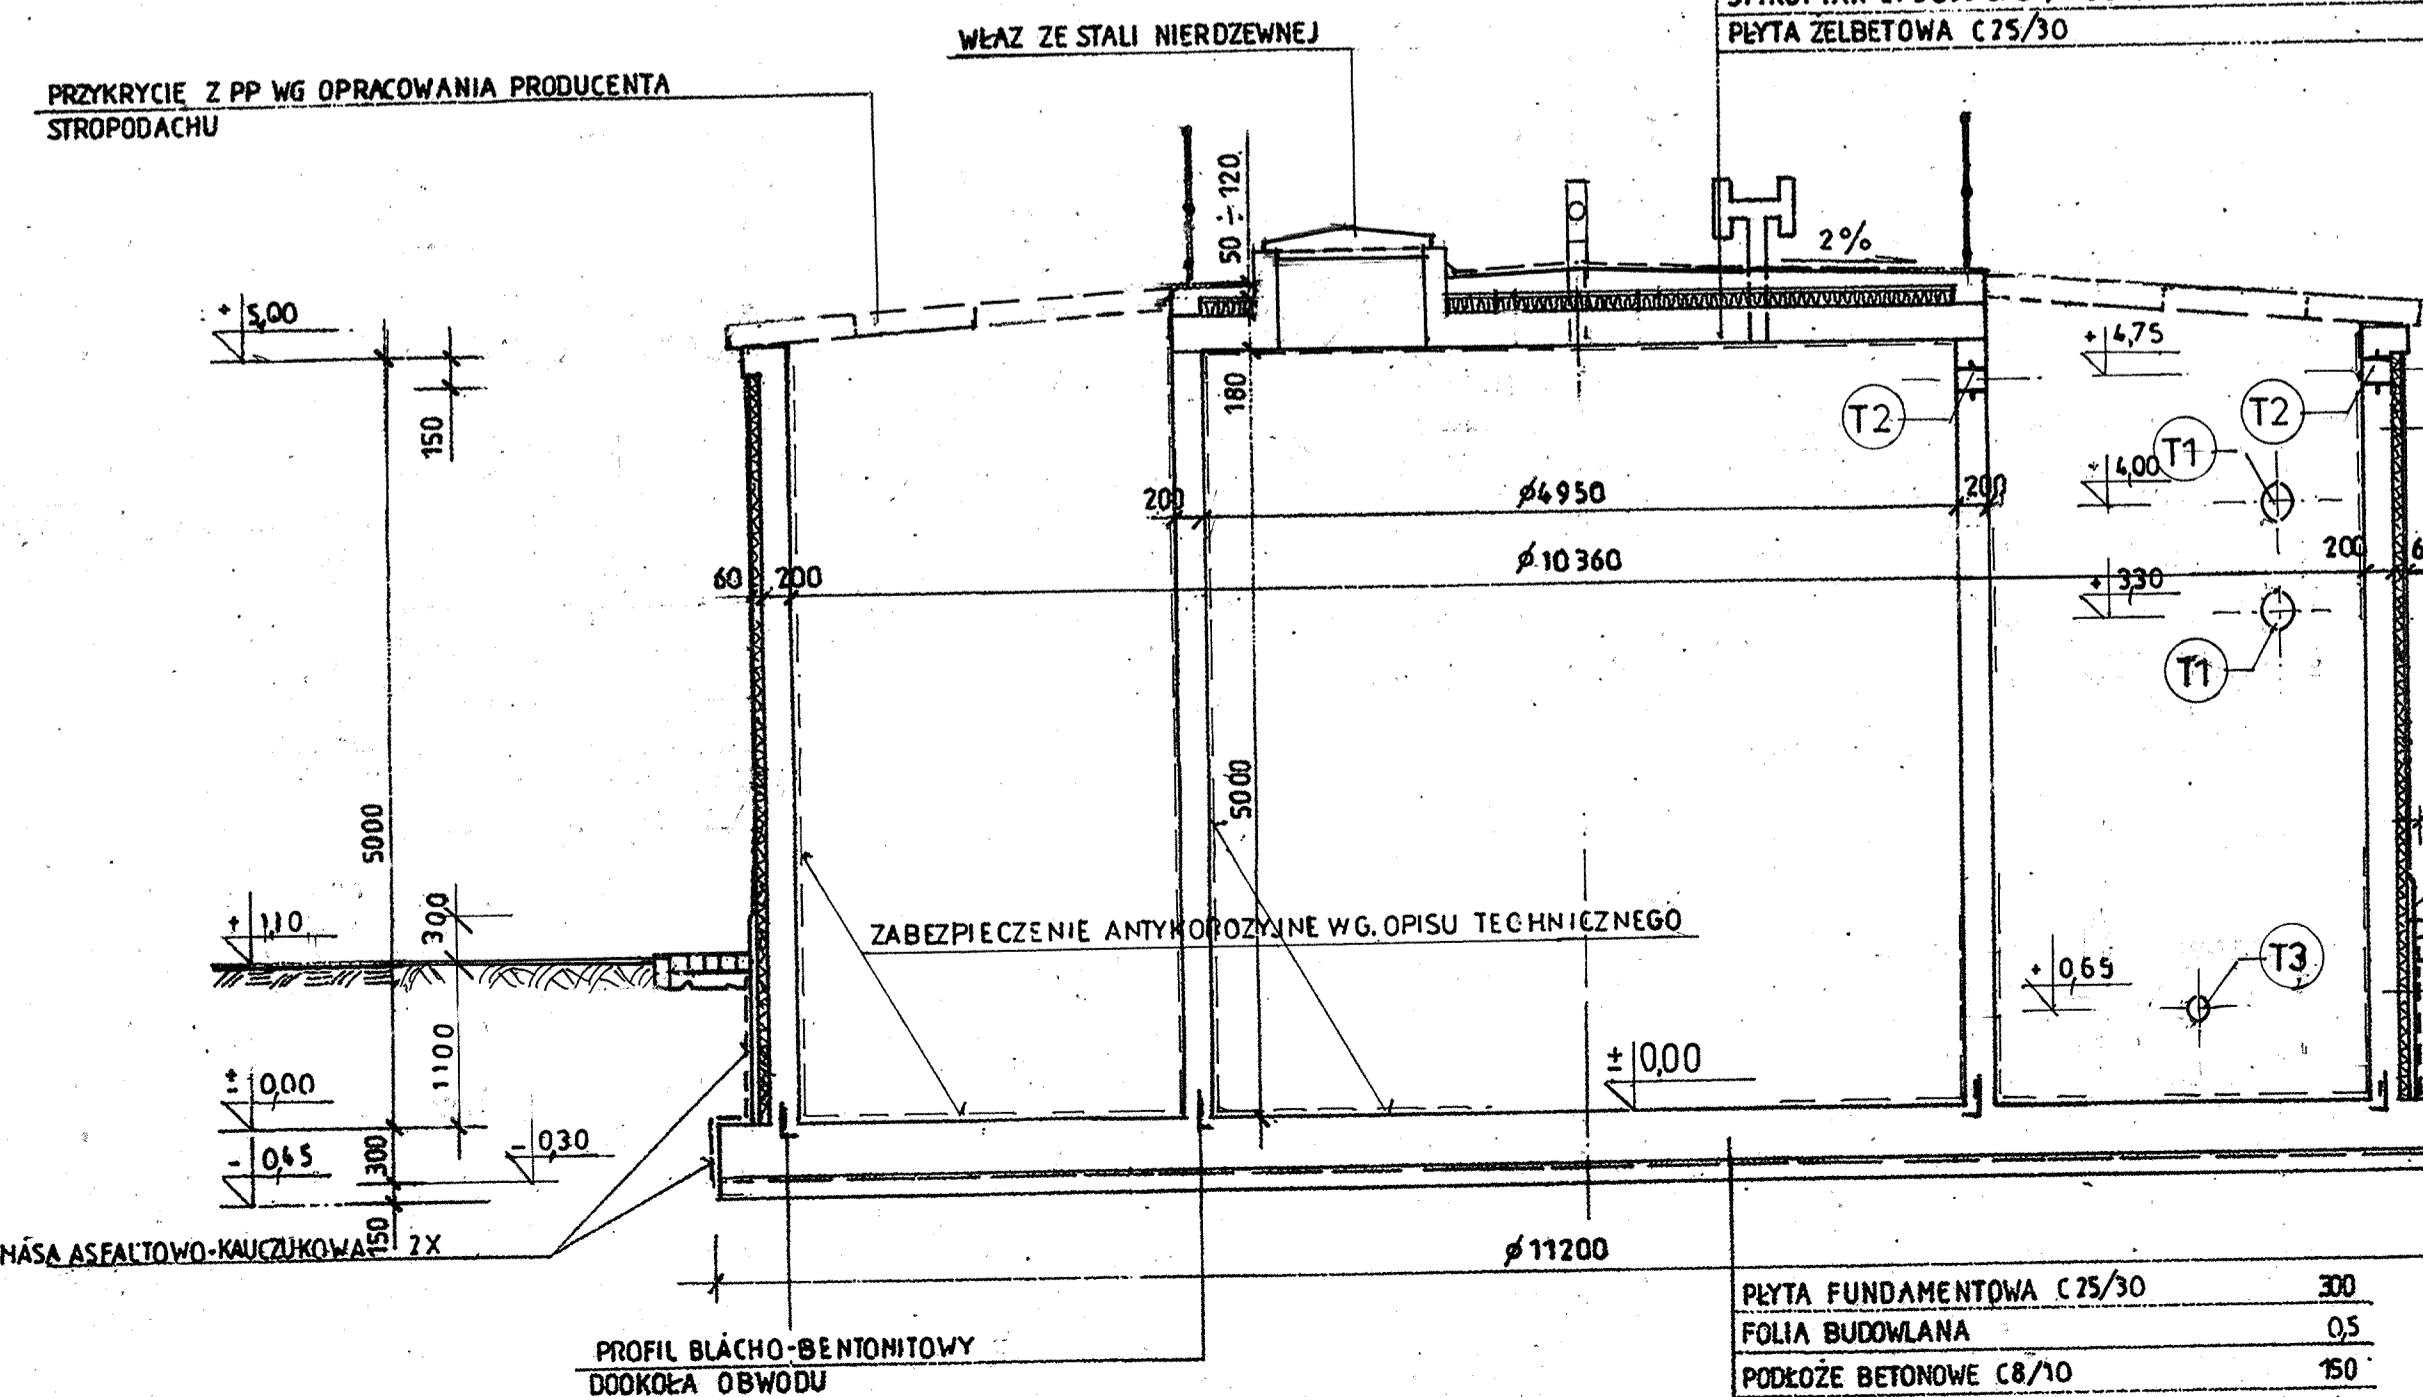 WŁAZ ZE STALI NIERDZEWNEJ
PŁYTA ŻELBETOWA C25/30
PRZYKRYCIE Z PP WG OPRACOWANIA PRODUCENTA
STROPODACHU
50÷120
2%
+ 5,00
150
180
+ 4,75
T2
T2
T1
+ 4,00
200
Ø4950
200
Ø10360
60
200
200
+ 3,30
T1
5000
5000
+ 1,10
300
ZABEZPIECZENIE ANTYKOROZYJNE WG. OPISU TECHNICZNEGO
+ 0,65
T3
1100
± 0,00
± 0,00
- 0,45
300
- 0,30
150
MASA ASFALTOWO-KAUCZUKOWA 2X
Ø11200
PŁYTA FUNDAMENTOWA C25/30 300
FOLIA BUDOWLANA 0,5
PODŁOŻE BETONOWE C8/10 150
PROFIL BLACHO-BENTONITOWY
DOOKOŁA OBWODU